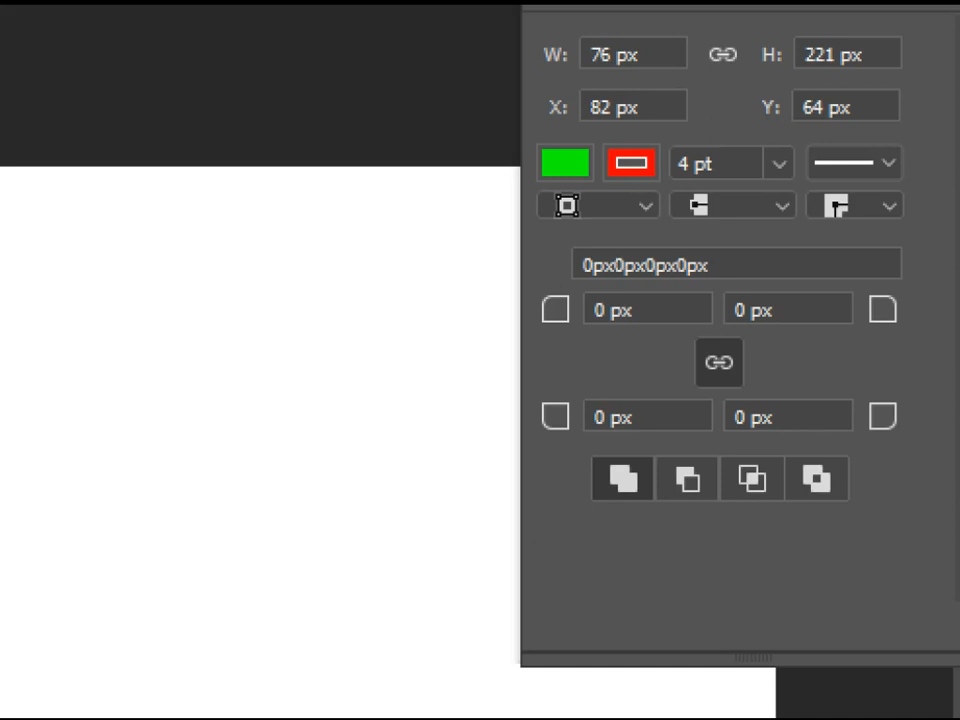 W: 76 px H: 221 px
X: 82 px Y: 64 px
4 pt
0px0px0px0px
0 px 0 px
0 px 0 px